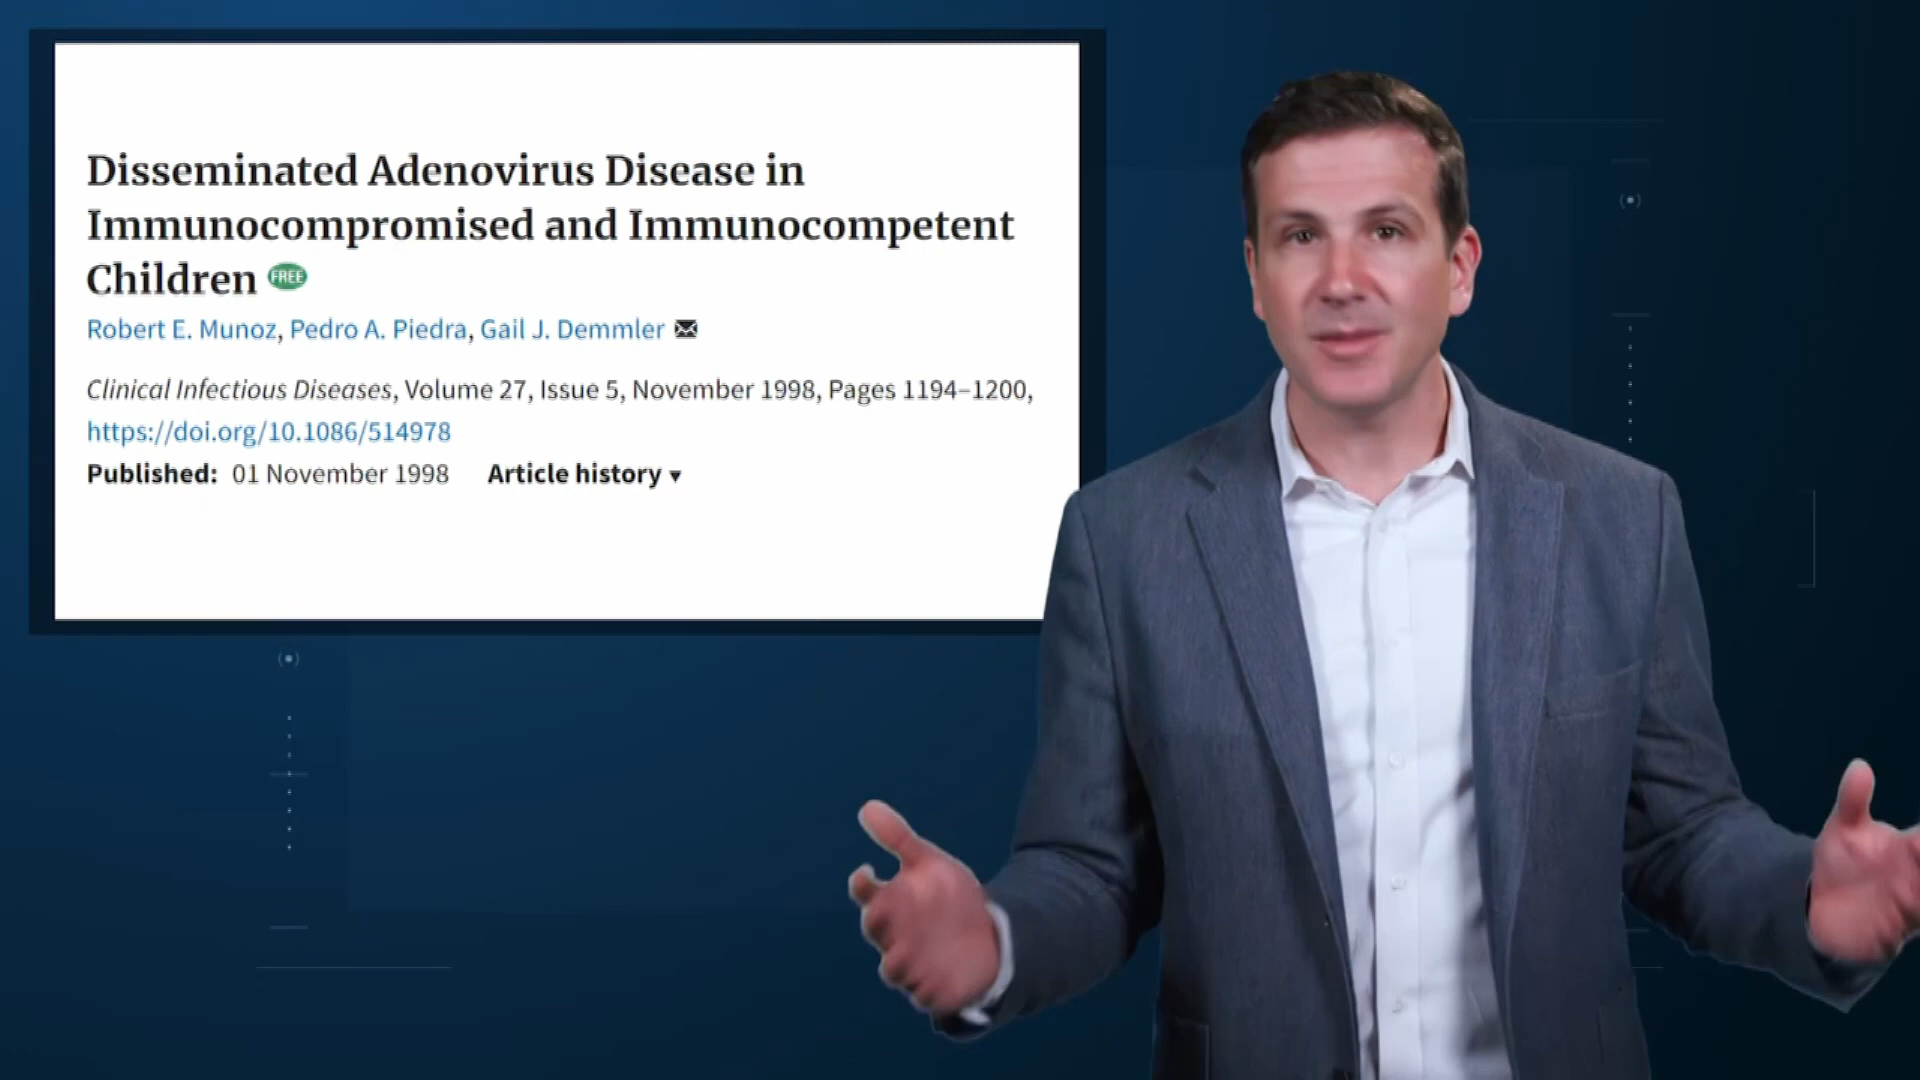 Disseminated Adenovirus Disease in
Immunocompromised and Immunocompetent
Children FREE
Robert E. Munoz, Pedro A. Piedra, Gail J. Demmler
Clinical Infectious Diseases, Volume 27, Issue 5, November 1998, Pages 1194–1200,
https://doi.org/10.1086/514978
Published: 01 November 1998 Article history ▾